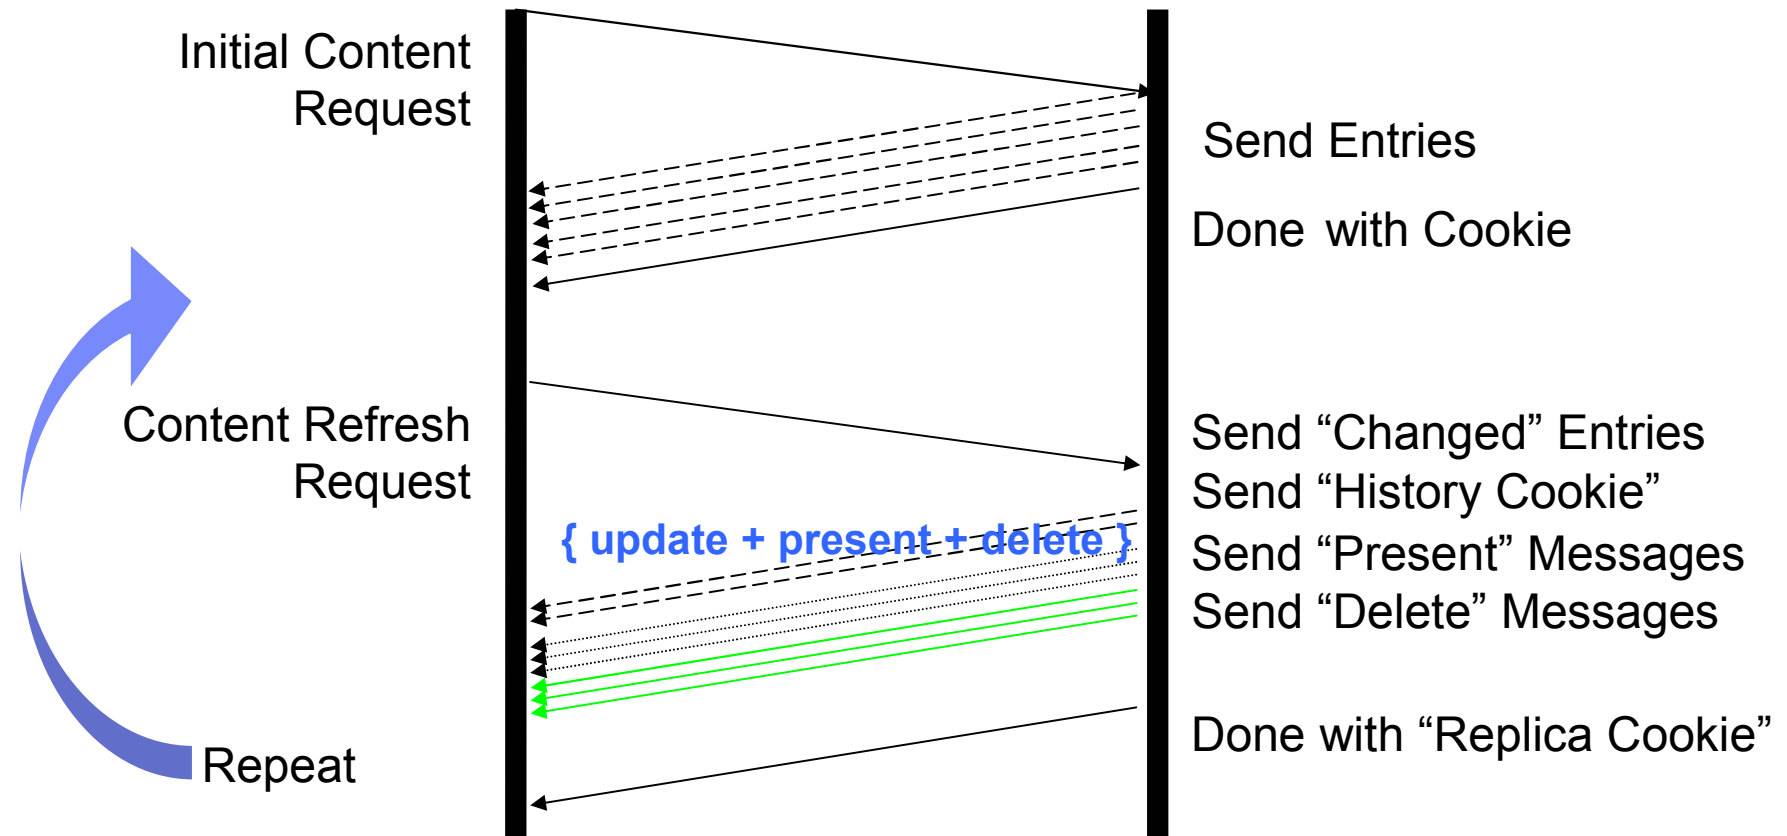 Initial Content
Request
Send Entries
Done with Cookie
Content Refresh
Request
Send “Changed” Entries
Send “History Cookie”
{ update + present + delete }
Send “Present” Messages
Send “Delete” Messages
Done with “Replica Cookie”
Repeat